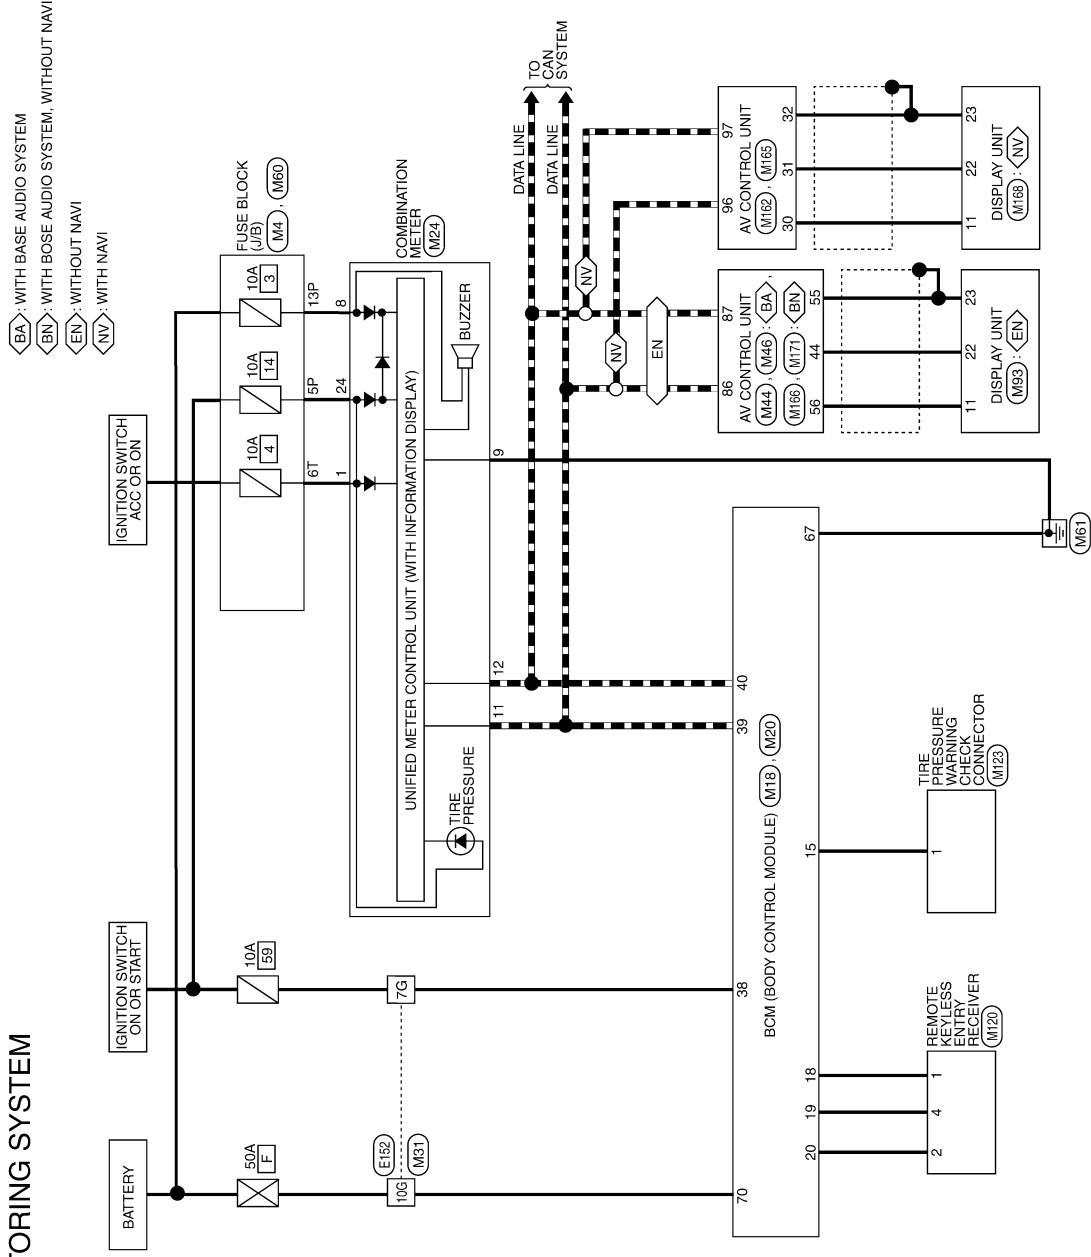 TORING SYSTEM
BA : WITH BASE AUDIO SYSTEM
BN : WITH BOSE AUDIO SYSTEM, WITHOUT NAVI
EN : WITHOUT NAVI
NV : WITH NAVI
BATTERY
IGNITION SWITCH
ON OR START
IGNITION SWITCH
ACC OR ON
50A
F
10A
59
10A
4
10A
14
10A
3
FUSE BLOCK
(J/B)
M4 , M60
6T
5P
13P
E152
10G
M31
7G
1
24
8
COMBINATION
METER
M24
UNIFIED METER CONTROL UNIT (WITH INFORMATION DISPLAY)
TIRE
PRESSURE
BUZZER
11
12
9
DATA LINE
DATA LINE
TO
CAN
SYSTEM
NV
NV
EN
70
38
39
40
BCM (BODY CONTROL MODULE) M18 , M20
20
19
18
15
67
86
87
AV CONTROL UNIT
M44 , M46 : BA ,
M166 , M171 : BN
56
44
55
96
97
AV CONTROL UNIT
M162 , M165
30
31
32
2
4
1
REMOTE
KEYLESS
ENTRY
RECEIVER
M120
1
TIRE
PRESSURE
WARNING
CHECK
CONNECTOR
M123
M61
11
22
23
DISPLAY UNIT
M93 : EN
11
22
23
DISPLAY UNIT
M168 : NV